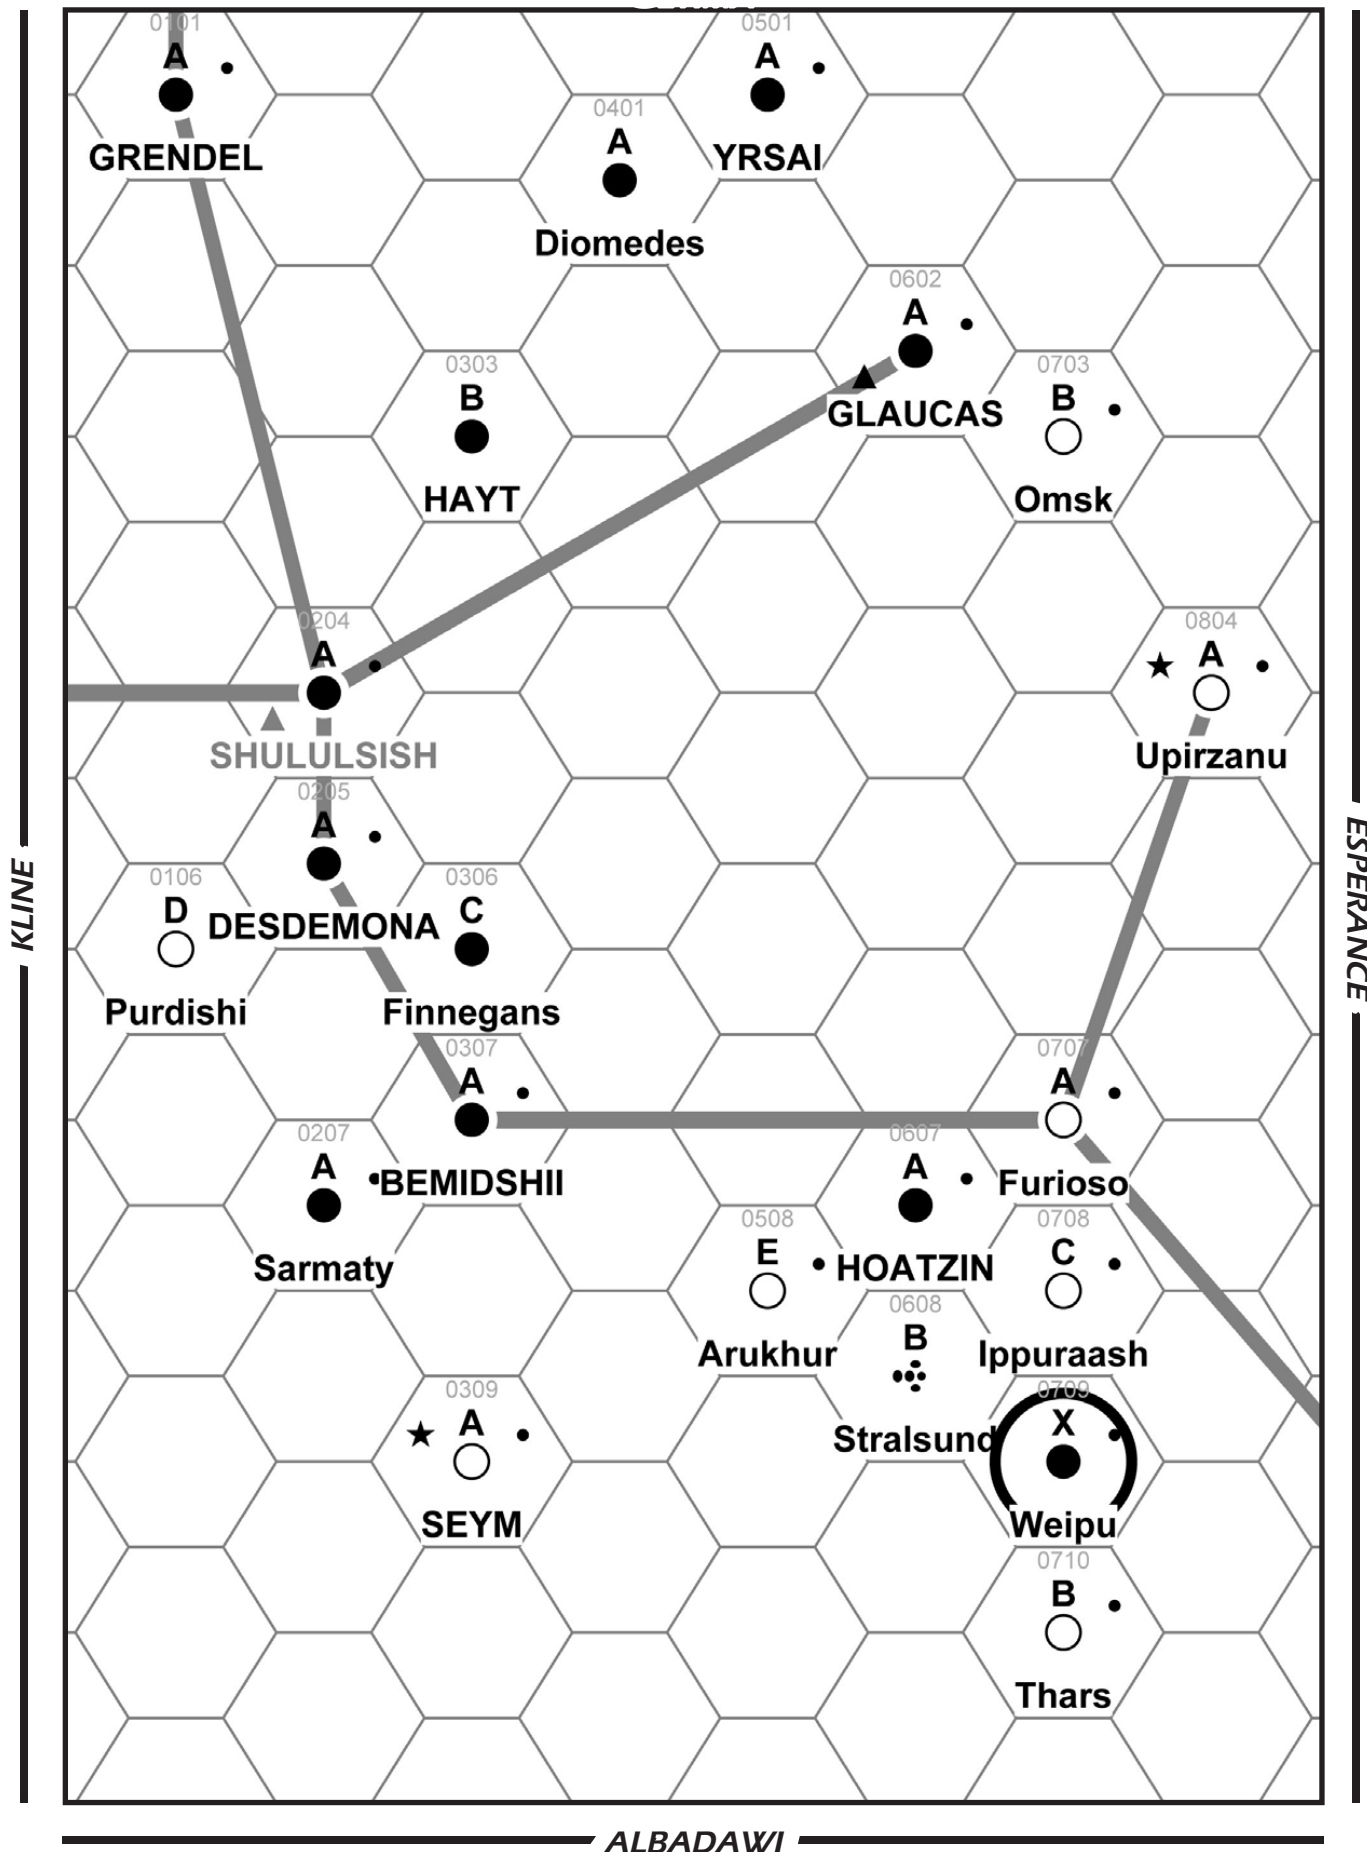 0101
A
GRENDEL
0501
A
YRSAI
0401
A
Diomedes
0602
A
GLAUCAS
0303
B
HAYT
0703
B
Omsk
0204
A
SHULULSISH
0804
A
Upirzanu
0205
A
DESDEMONA
0106
D
Purdishi
0306
C
Finnegans
0307
A
BEMIDSHII
0707
A
Furioso
0207
A
Sarmaty
0607
A
HOATZIN
0508
E
Arukhur
0708
C
Ippuraash
0608
B
Stralsund
0309
A
SEYM
0709
X
Weipu
0710
B
Thars
KLINE
ESPERANCE
ALBADAWI